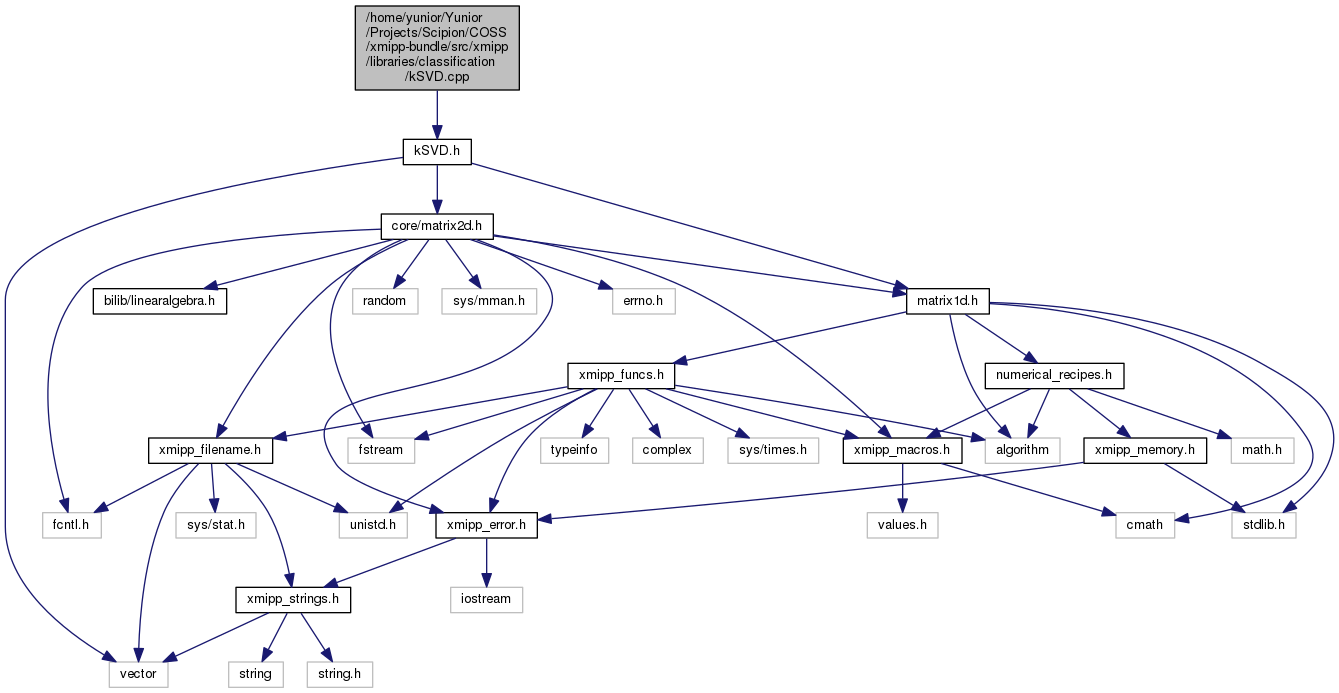 /home/yunior/Yunior
/Projects/Scipion/COSS
/xmipp-bundle/src/xmipp
/libraries/classification
/kSVD.cpp
kSVD.h
core/matrix2d.h
bilib/linearalgebra.h
random
sys/mman.h
errno.h
matrix1d.h
xmipp_funcs.h
numerical_recipes.h
xmipp_filename.h
fstream
typeinfo
complex
sys/times.h
xmipp_macros.h
algorithm
xmipp_memory.h
math.h
fcntl.h
sys/stat.h
unistd.h
xmipp_error.h
values.h
cmath
stdlib.h
xmipp_strings.h
iostream
vector
string
string.h